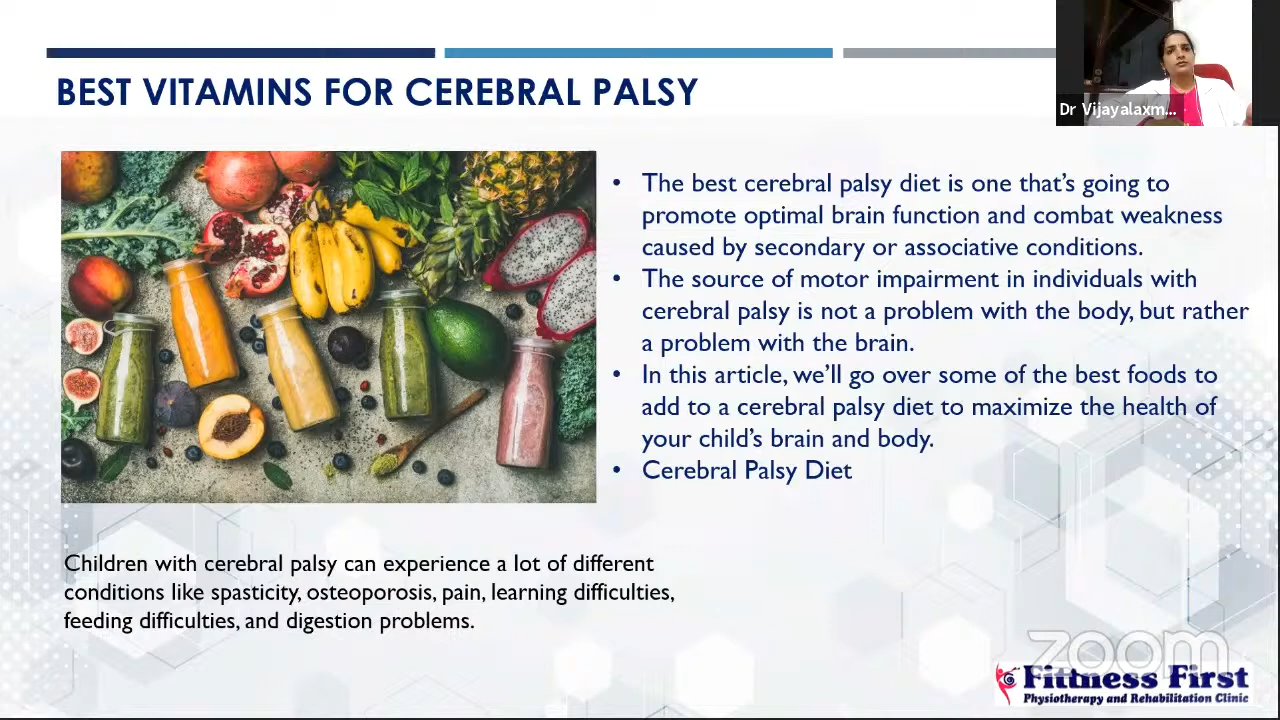 BEST VITAMINS FOR CEREBRAL PALSY
Dr Vijayalaxm...
• The best cerebral palsy diet is one that's going to
promote optimal brain function and combat weakness
caused by secondary or associative conditions.
• The source of motor impairment in individuals with
cerebral palsy is not a problem with the body, but rather
a problem with the brain.
• In this article, we'll go over some of the best foods to
add to a cerebral palsy diet to maximize the health of
your child's brain and body.
• Cerebral Palsy Diet
Children with cerebral palsy can experience a lot of different
conditions like spasticity, osteoporosis, pain, learning difficulties,
feeding difficulties, and digestion problems.
zoom
Fittness First
Physiotherapy and Rehabilitation Clinic